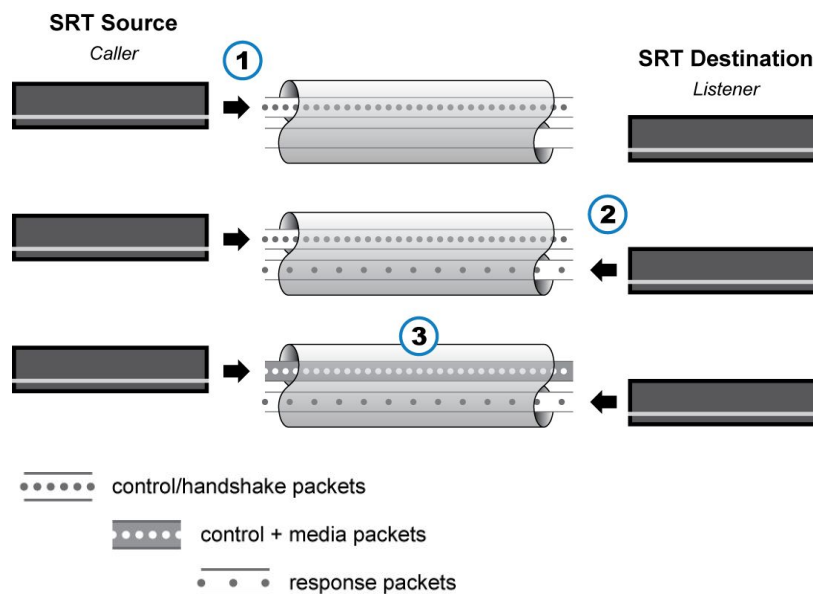 SRT Source
Caller
1
SRT Destination
Listener
2
3
control/handshake packets
control + media packets
response packets